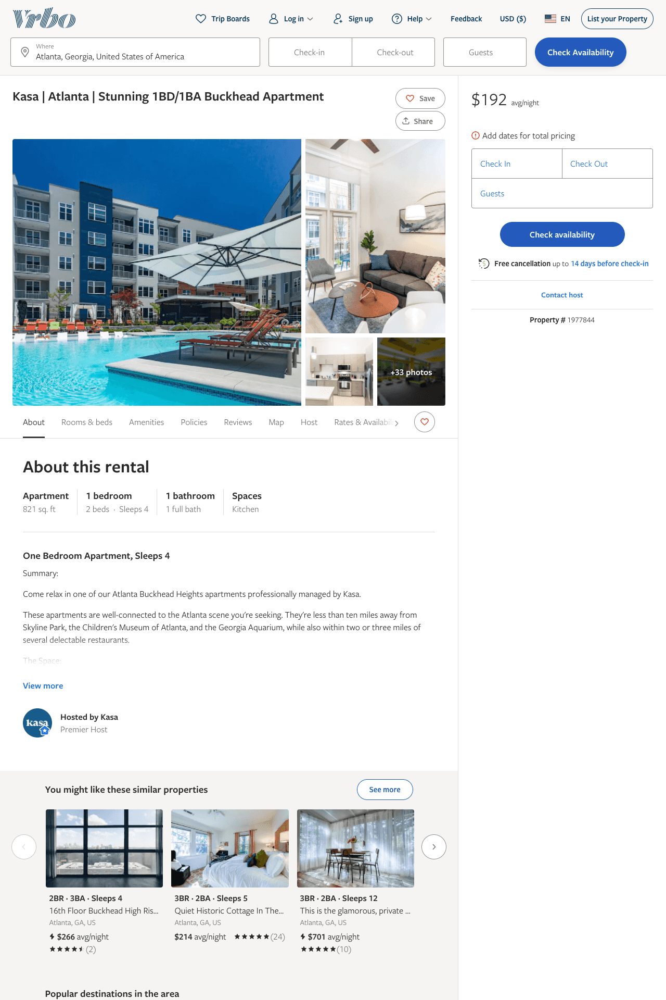 Vrbo
Trip Boards
Log in
Sign up
Help
Feedback
USD ($)
EN
List your Property
Where
Atlanta, Georgia, United States of America
Check-in
Check-out
Guests
Check Availability
Kasa | Atlanta | Stunning 1BD/1BA Buckhead Apartment
Save
Share
$192 avg/night
Add dates for total pricing
Check In
Check Out
Guests
Check availability
Free cancellation up to 14 days before check-in
Contact host
Property # 1977844
+33 photos
About
Rooms & beds
Amenities
Policies
Reviews
Map
Host
Rates & Availabili
About this rental
Apartment
821 sq. ft
1 bedroom
2 beds · Sleeps 4
1 bathroom
1 full bath
Spaces
Kitchen
One Bedroom Apartment, Sleeps 4
Summary:
Come relax in one of our Atlanta Buckhead Heights apartments professionally managed by Kasa.
These apartments are well-connected to the Atlanta scene you're seeking. They're less than ten miles away from
Skyline Park, the Children's Museum of Atlanta, and the Georgia Aquarium, while also within two or three miles of
several delectable restaurants.
The Space:
View more
kasa
Hosted by Kasa
Premier Host
You might like these similar properties
See more
2BR · 3BA · Sleeps 4
16th Floor Buckhead High Ris...
Atlanta, GA, US
$266 avg/night
(2)
3BR · 2BA · Sleeps 5
Quiet Historic Cottage In The...
Atlanta, GA, US
$214 avg/night
(24)
3BR · 2BA · Sleeps 12
This is the glamorous, private ...
Atlanta, GA, US
$701 avg/night
(10)
Popular destinations in the area